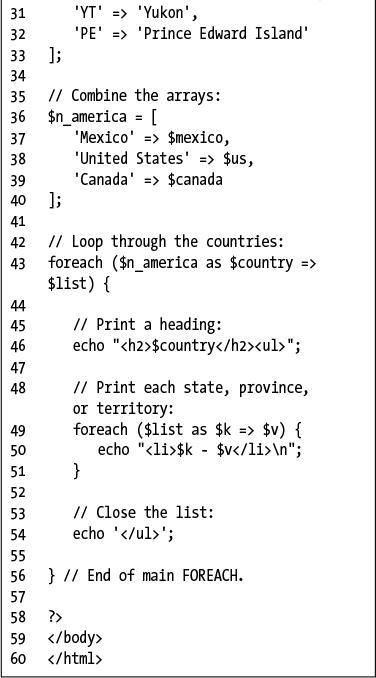 31 'YT' => 'Yukon',
32 'PE' => 'Prince Edward Island'
33 ];
34
35 // Combine the arrays:
36 $n_america = [
37 'Mexico' => $mexico,
38 'United States' => $us,
39 'Canada' => $canada
40 ];
41
42 // Loop through the countries:
43 foreach ($n_america as $country =>
$list) {
44
45 // Print a heading:
46 echo "<h2>$country</h2><ul>";
47
48 // Print each state, province,
or territory:
49 foreach ($list as $k => $v) {
50 echo "<li>$k - $v</li>\n";
51 }
52
53 // Close the list:
54 echo '</ul>';
55
56 } // End of main FOREACH.
57
58 ?>
59 </body>
60 </html>